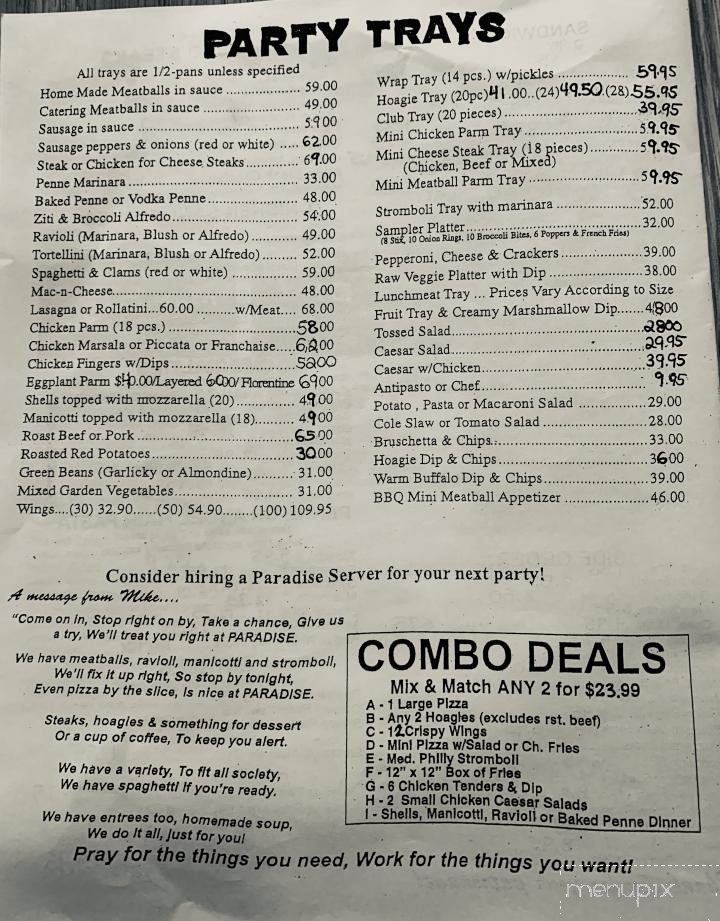 PARTY TRAYS
All trays are 1/2-pans unless specified
Home Made Meatballs in sauce .................. 59.00
Catering Meatballs in sauce ..................... 49.00
Sausage in sauce .................................. 59.00
Sausage peppers & onions (red or white) ..... 62.00
Steak or Chicken for Cheese Steaks............. 69.00
Penne Marinara..................................... 33.00
Baked Penne or Vodka Penne.................... 48.00
Ziti & Broccoli Alfredo............................ 54.00
Ravioli (Marinara, Blush or Alfredo)........... 49.00
Tortellini (Marinara, Blush or Alfredo)....... 52.00
Spaghetti & Clams (red or white) .............. 59.00
Mac-n-Cheese....................................... 48.00
Lasagna or Rollatini...60.00 .........w/Meat.... 68.00
Chicken Parm (18 pcs.) ........................... 58.00
Chicken Marsala or Piccata or Franchaise....
Chicken Fingers w/Dips........................... 52.00
Eggplant Parm /Layered /Florentine 69.00
Shells topped with mozzarella (20)............. 49.00
Manicotti topped with mozzarella (18)......... 49.00
Roast Beef or Pork ................................. 65.00
Roasted Red Potatoes.............................. 30.00
Green Beans (Garlicky or Almondine).......... 31.00
Mixed Garden Vegetables......................... 31.00
Wings....(30) 32.90......(50) 54.90.......(100) 109.95
Wrap Tray (14 pcs.) w/pickles .................. 59.95
Hoagie Tray (20pc)41.00..(24)49.50.(28).55.95
Club Tray (20 pieces) ............................. 39.95
Mini Chicken Parm Tray ......................... 59.95
Mini Cheese Steak Tray (18 pieces)............ 59.95
(Chicken, Beef or Mixed)
Mini Meatball Parm Tray ........................ 59.95
Stromboli Tray with marinara .................. 52.00
Sampler Platter..................................... 32.00
(8 Stix, 10 Onion Rings, 10 Broccoli Bites, 6 Poppers & French Fries)
Pepperoni, Cheese & Crackers.................. 39.00
Raw Veggie Platter with Dip .................... 38.00
Lunchmeat Tray ... Prices Vary According to Size
Fruit Tray & Creamy Marshmallow Dip......48.00
Tossed Salad........................................ 28.00
Caesar Salad........................................ 29.95
Caesar w/Chicken.................................. 39.95
Antipasto or Chef.................................. 9.95
Potato , Pasta or Macaroni Salad .............. 29.00
Cole Slaw or Tomato Salad ..................... 28.00
Bruschetta & Chips................................ 33.00
Hoagie Dip & Chips............................... 36.00
Warm Buffalo Dip & Chips...................... 39.00
BBQ Mini Meatball Appetizer .................. 46.00
Consider hiring a Paradise Server for your next party!
A message from Mike....
"Come on in, Stop right on by, Take a chance, Give us
a try, We'll treat you right at PARADISE.
We have meatballs, ravioli, manicotti and stromboli,
We'll fix it up right, So stop by tonight,
Even pizza by the slice, Is nice at PARADISE.
Steaks, hoagies & something for dessert
Or a cup of coffee, To keep you alert.
We have a variety, To fit all society,
We have spaghetti if you're ready.
We have entrees too, homemade soup,
We do it all, just for you!
Pray for the things you need, Work for the things you want!
COMBO DEALS
Mix & Match ANY 2 for $23.99
A - 1 Large Pizza
B - Any 2 Hoagies (excludes rst. beef)
C - 12 Crispy Wings
D - Mini Pizza w/Salad or Ch. Fries
E - Med. Philly Stromboli
F - 12" x 12" Box of Fries
G - 6 Chicken Tenders & Dip
H - 2 Small Chicken Caesar Salads
I - Shells, Manicotti, Ravioli or Baked Penne Dinner
menupix